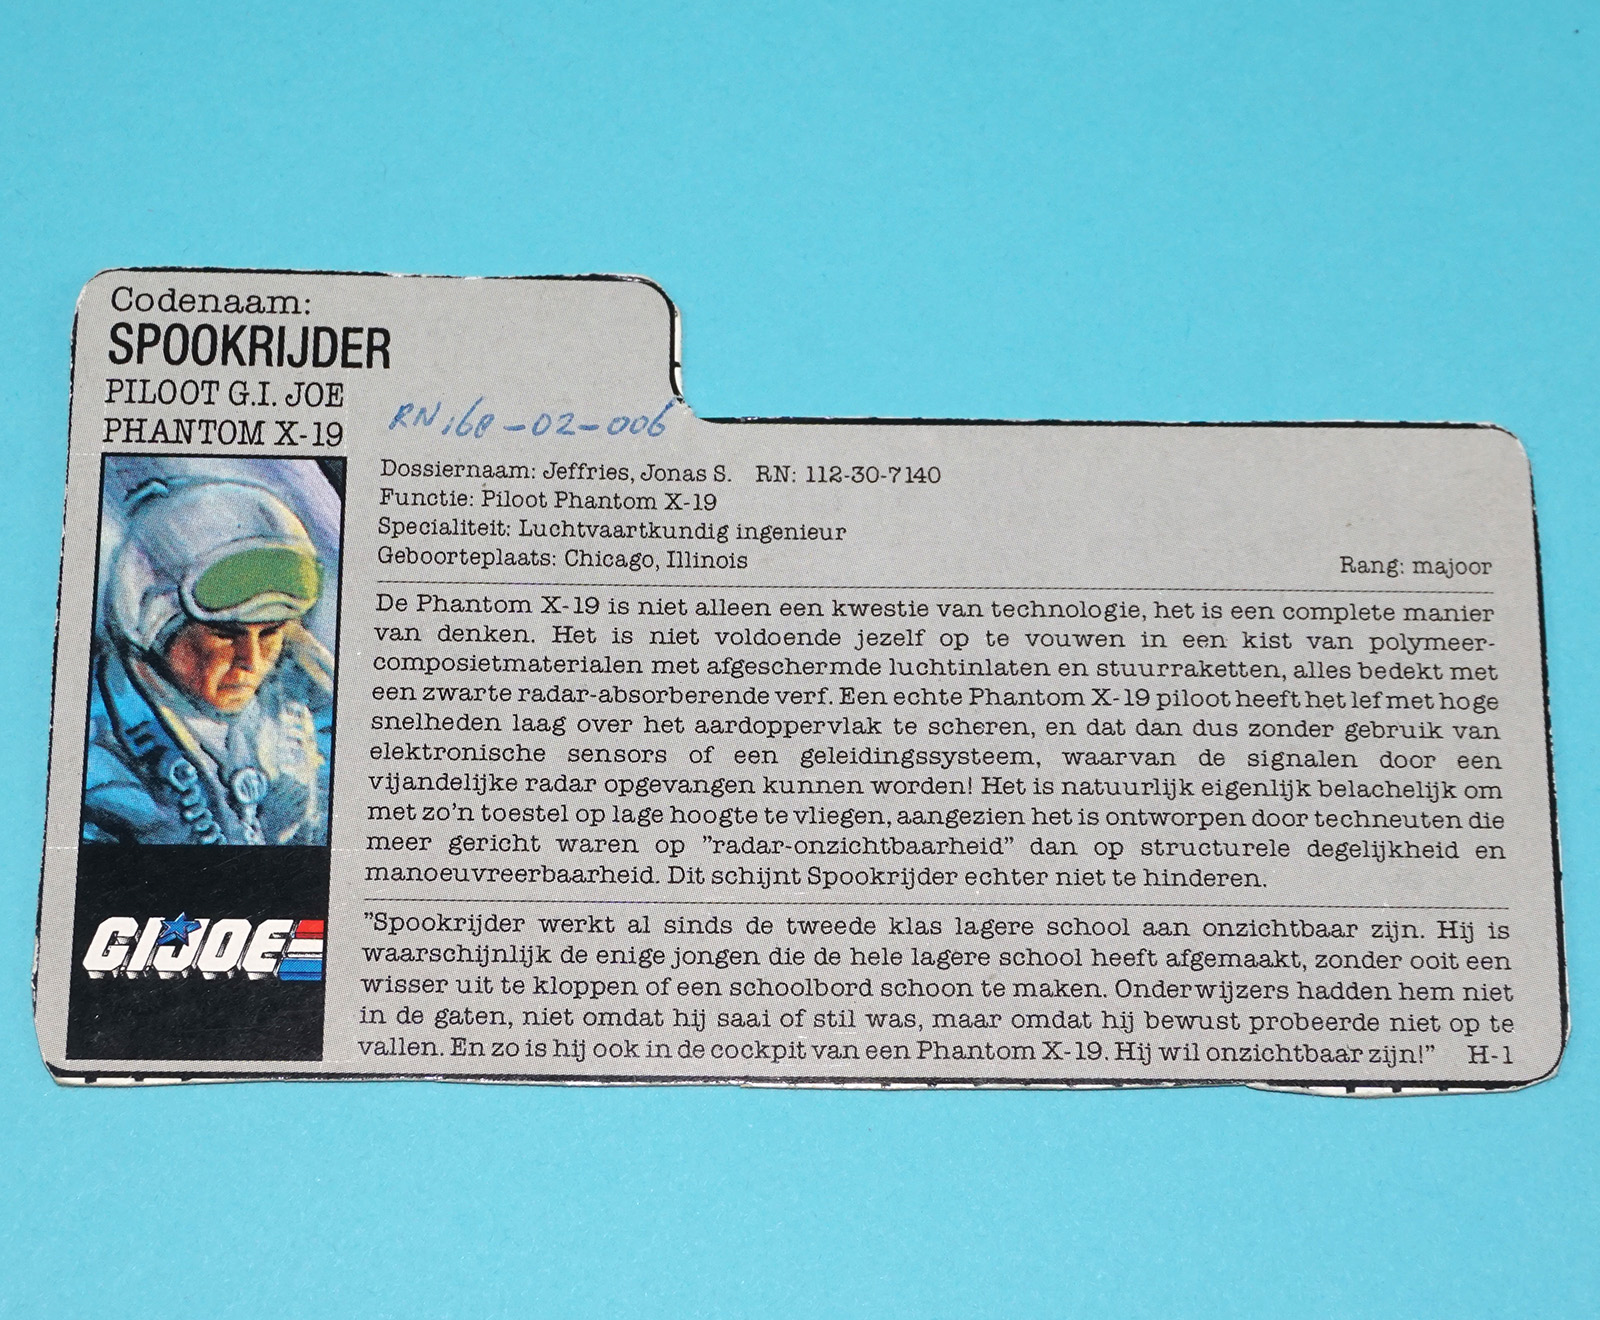 Codenaam:
SPOOKRIJDER
PILOOT G.I. JOE
PHANTOM X-19
RN:68-02-006
Dossiernaam: Jeffries, Jonas S. RN: 112-30-7140
Functie: Piloot Phantom X-19
Specialiteit: Luchtvaartkundig ingenieur
Geboorteplaats: Chicago, Illinois Rang: majoor
De Phantom X-19 is niet alleen een kwestie van technologie, het is een complete manier
van denken. Het is niet voldoende jezelf op te vouwen in een kist van polymeer-
composietmaterialen met afgeschermde luchtinlaten en stuurraketten, alles bedekt met
een zwarte radar-absorberende verf. Een echte Phantom X-19 piloot heeft het lef met hoge
snelheden laag over het aardoppervlak te scheren, en dat dan dus zonder gebruik van
elektronische sensors of een geleidingssysteem, waarvan de signalen door een
vijandelijke radar opgevangen kunnen worden! Het is natuurlijk eigenlijk belachelijk om
met zo'n toestel op lage hoogte te vliegen, aangezien het is ontworpen door techneuten die
meer gericht waren op "radar-onzichtbaarheid" dan op structurele degelijkheid en
manoeuvreerbaarheid. Dit schijnt Spookrijder echter niet te hinderen.
"Spookrijder werkt al sinds de tweede klas lagere school aan onzichtbaar zijn. Hij is
waarschijnlijk de enige jongen die de hele lagere school heeft afgemaakt, zonder ooit een
wisser uit te kloppen of een schoolbord schoon te maken. Onderwijzers hadden hem niet
in de gaten, niet omdat hij saai of stil was, maar omdat hij bewust probeerde niet op te
vallen. En zo is hij ook in de cockpit van een Phantom X-19. Hij wil onzichtbaar zijn!" H-1
GI JOE